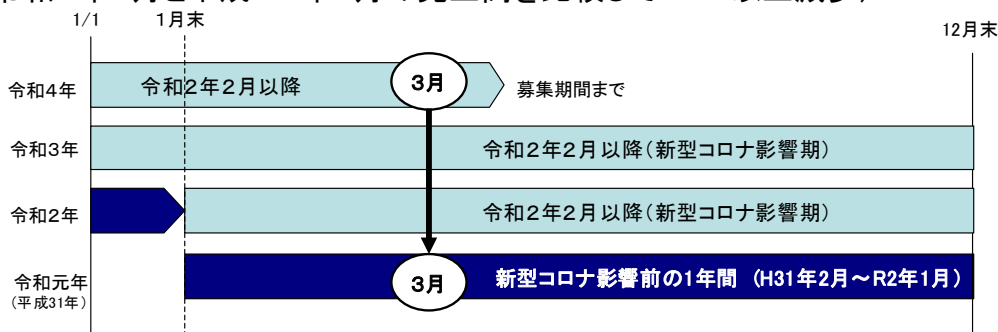 1/1
1月末
12月末
令和4年
令和2年2月以降
3月
募集期間まで
令和3年
令和2年2月以降(新型コロナ影響期)
令和2年
令和2年2月以降(新型コロナ影響期)
令和元年
(平成31年)
3月
新型コロナ影響前の1年間 (H31年2月~R2年1月)